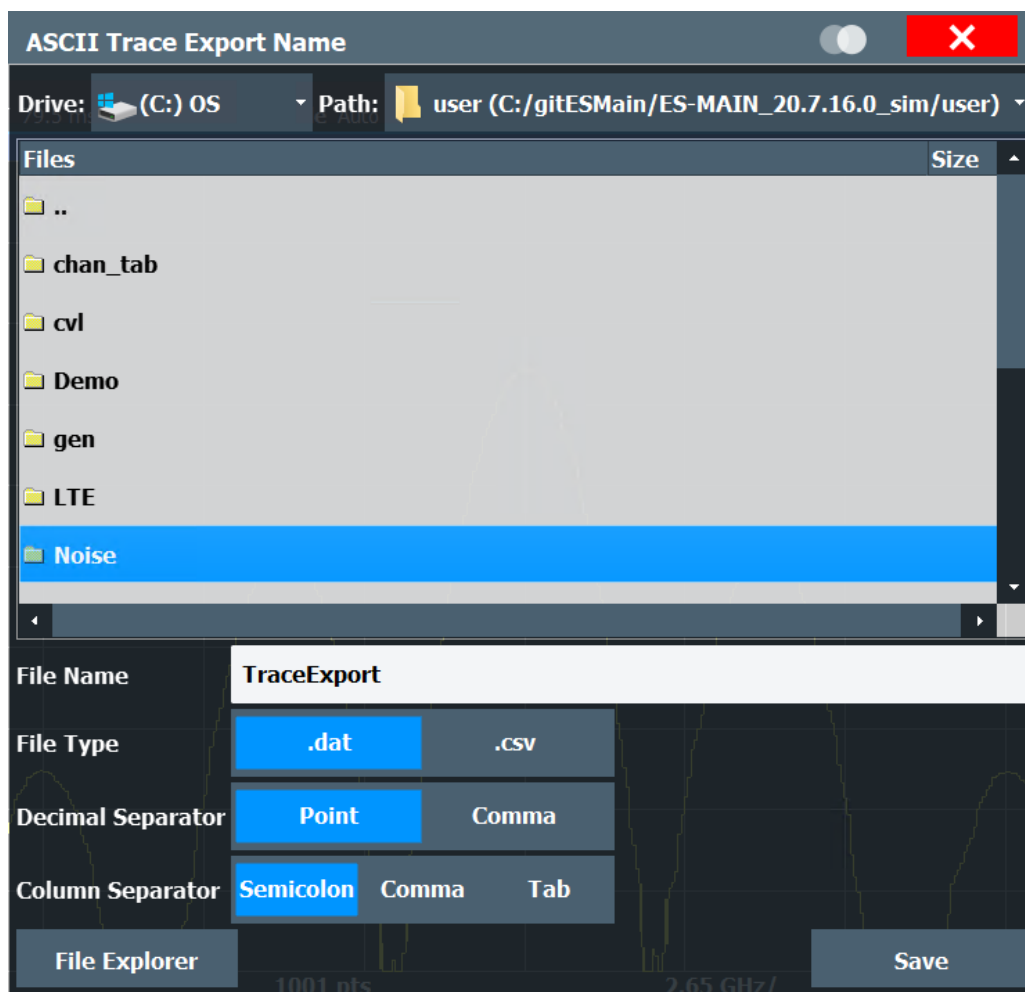 ASCII Trace Export Name
Drive: (C:) OS Path: user (C:/gitESMain/ES-MAIN_20.7.16.0_sim/user)
Auto
Files Size
..
chan_tab
cvl
Demo
gen
LTE
Noise
File Name TraceExport
File Type .dat .csv
Decimal Separator Point Comma
Column Separator Semicolon Comma Tab
File Explorer Save
1001 pts 2.65 GHz/